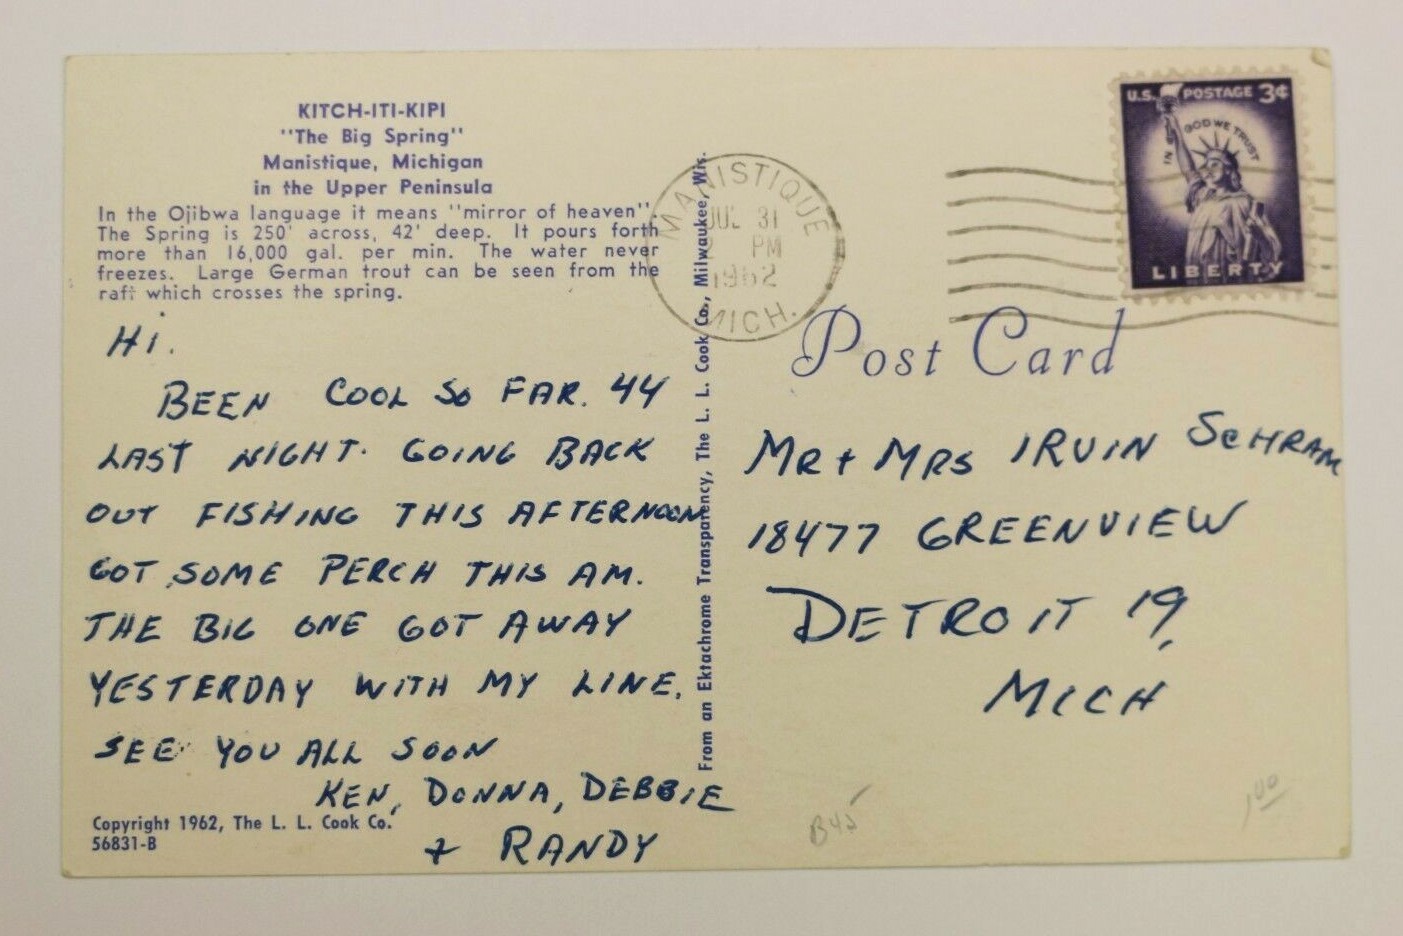 KITCH-ITI-KIPI
"The Big Spring"
Manistique, Michigan
in the Upper Peninsula
In the Ojibwa language it means "mirror of heaven".
The Spring is 250' across, 42' deep. It pours forth
more than 16,000 gal. per min. The water never
freezes. Large German trout can be seen from the
raft which crosses the spring.
Hi.
BEEN COOL SO FAR. 44
LAST NIGHT. GOING BACK
OUT FISHING THIS AFTERNOON
GOT SOME PERCH THIS AM.
THE BIG ONE GOT AWAY
YESTERDAY WITH MY LINE.
SEE YOU ALL SOON
KEN, DONNA, DEBBIE
+ RANDY
Copyright 1962, The L. L. Cook Co.
56831-B
From an Ektachrome Transparency, The L. L. Cook Co., Milwaukee, Wis.
MANISTIQUE
JUL 31
PM
1962
MICH.
U.S. POSTAGE 3¢
IN GOD WE TRUST
LIBERTY
Post Card
MR + MRS IRVIN SCHRAM
18477 GREENVIEW
DETROIT 19,
MICH
B45
1.00